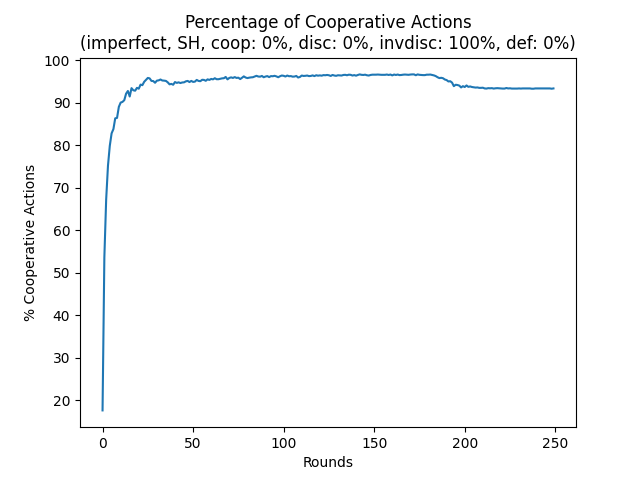 Percentage of Cooperative Actions
(imperfect, SH, coop: 0%, disc: 0%, invdisc: 100%, def: 0%)
100
90
80
70
60
50
40
30
20
% Cooperative Actions
0 50 100 150 200 250
Rounds